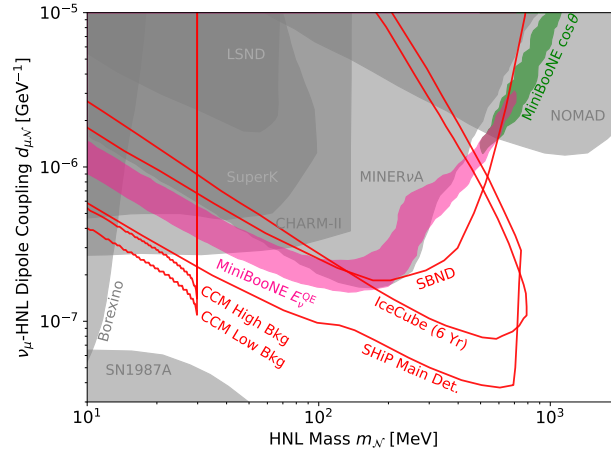 10⁻⁵
10⁻⁶
10⁻⁷
ν_μ-HNL Dipole Coupling d_μ𝒩 [GeV⁻¹]
LSND
MiniBooNE cosθ
NOMAD
SuperK
MINERνA
CHARM-II
MiniBooNE E_ν^QE
SBND
Borexino
CCM High Bkg
IceCube (6 Yr)
CCM Low Bkg
SHiP Main Det.
SN1987A
10¹
10²
10³
HNL Mass m_𝒩 [MeV]